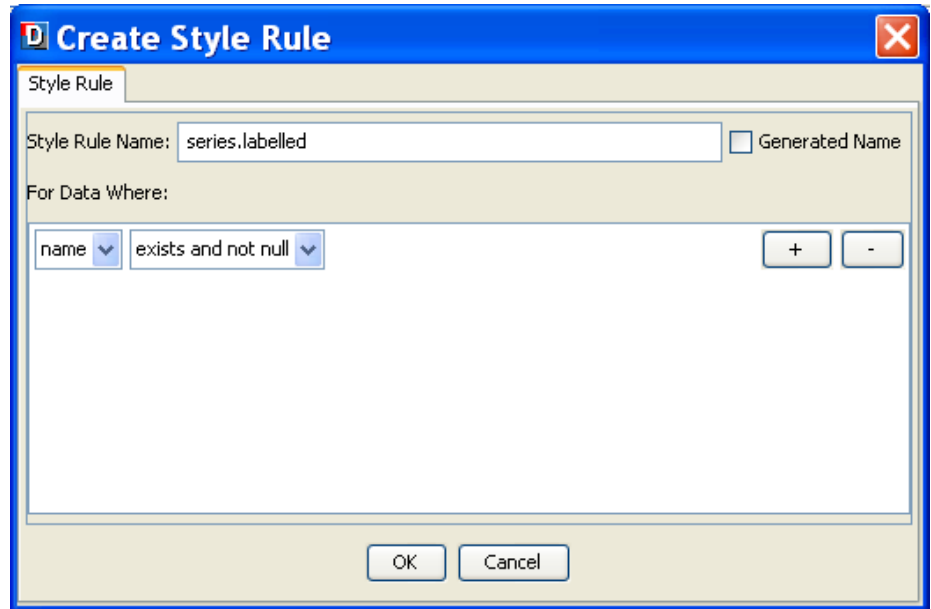 D Create Style Rule
Style Rule
Style Rule Name: series.labelled Generated Name
For Data Where:
name exists and not null + -
OK Cancel